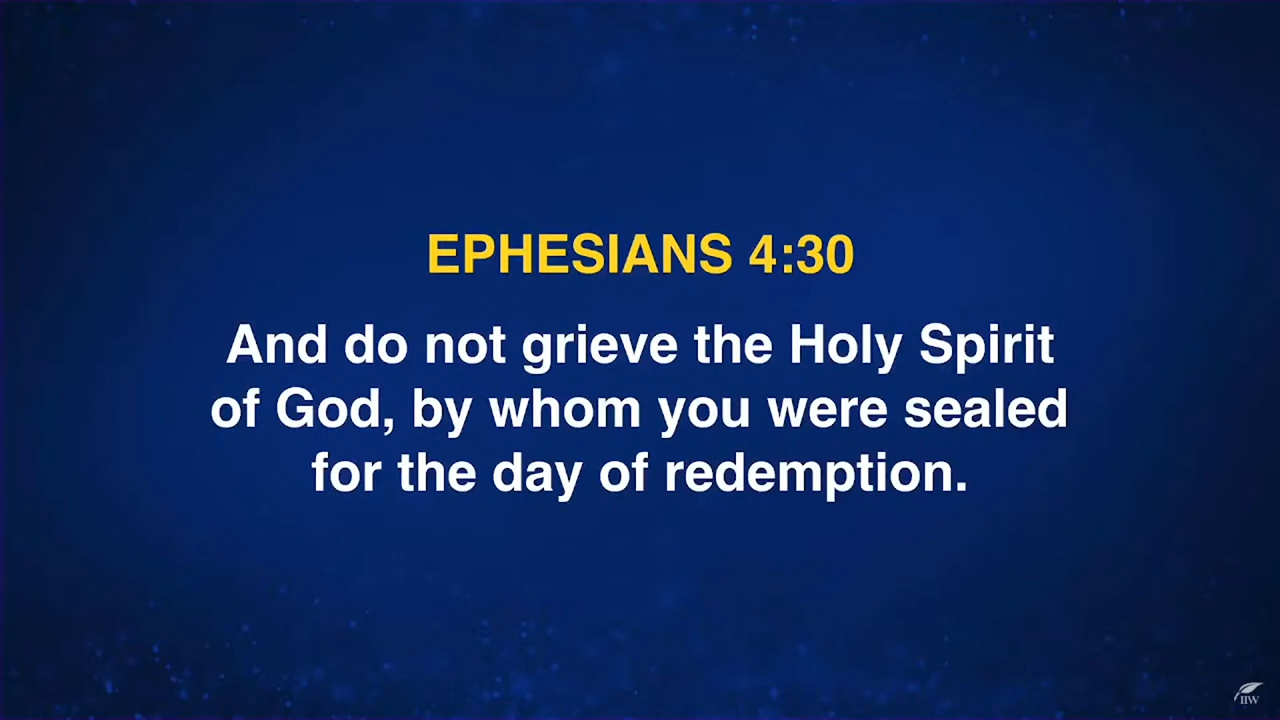 EPHESIANS 4:30
And do not grieve the Holy Spirit
of God, by whom you were sealed
for the day of redemption.
IIW